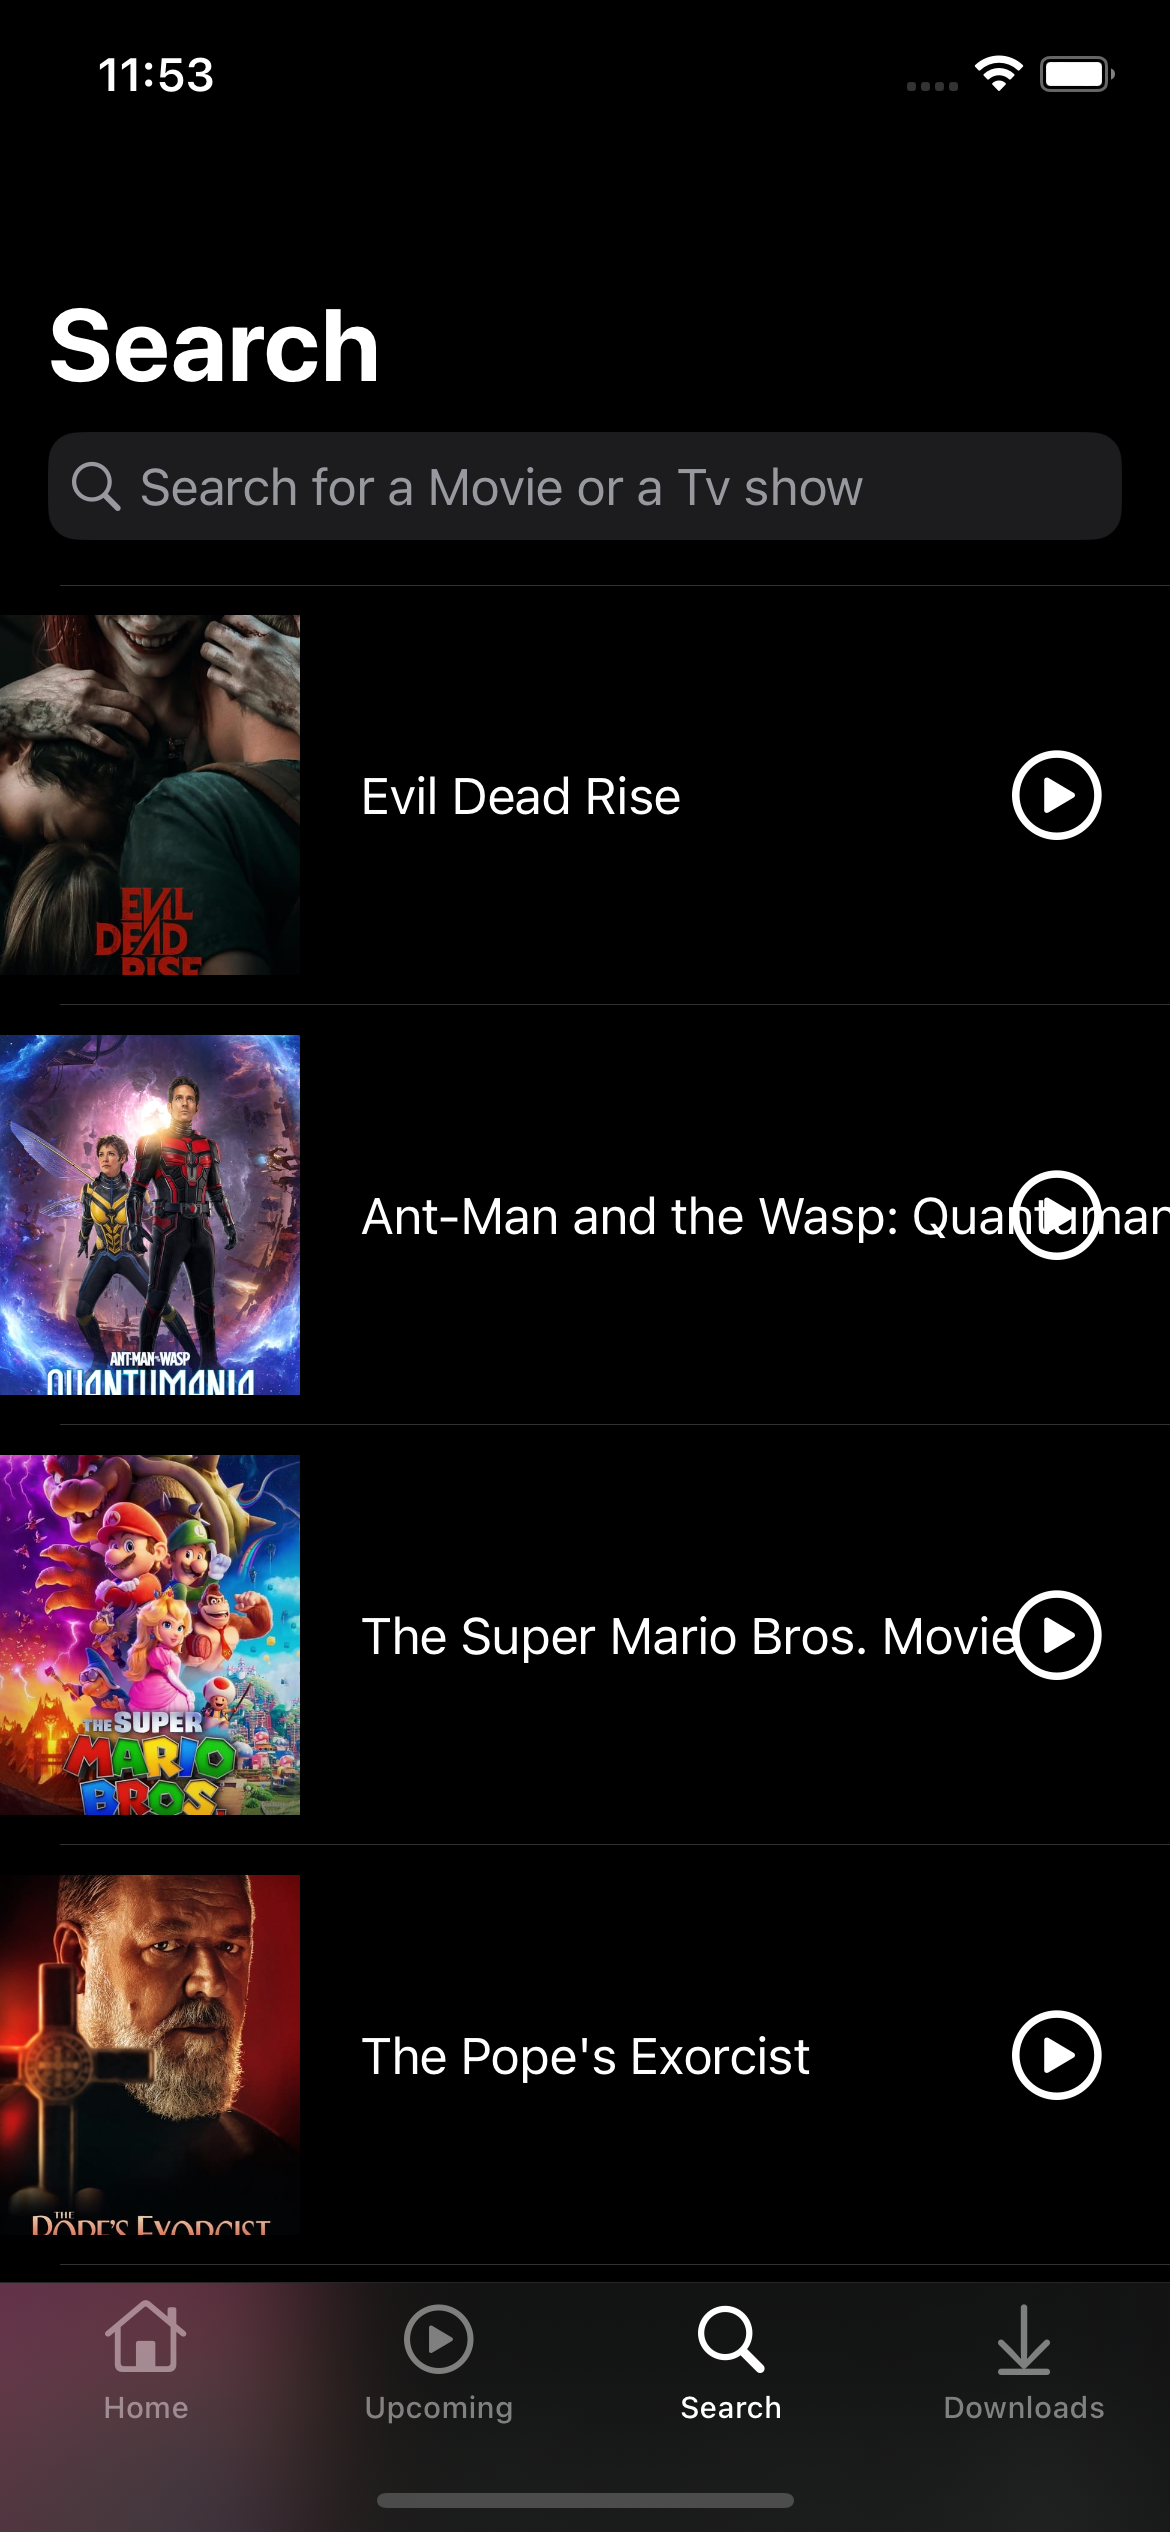 11:53
Search
Search for a Movie or a Tv show
Evil Dead Rise
EVIL
DEAD
RISE
Ant-Man and the Wasp: Quantuman
ANT-MAN AND THE WASP
QUANTUMANIA
The Super Mario Bros. Movie
THE SUPER
MARIO
BROS.
The Pope's Exorcist
THE
POPE'S EXORCIST
Home
Upcoming
Search
Downloads